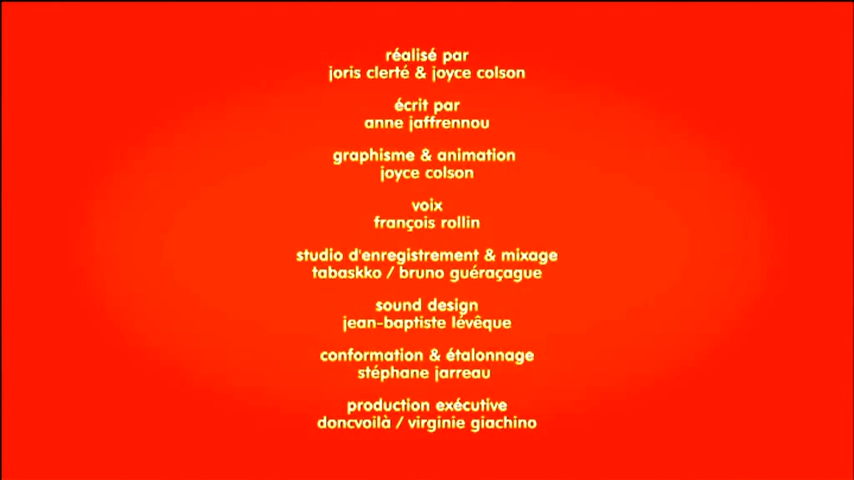 réalisé par
joris clerté & joyce colson
écrit par
anne jaffrennou
graphisme & animation
joyce colson
voix
françois rollin
studio d'enregistrement & mixage
tabaskko / bruno guéraçague
sound design
jean-baptiste lévêque
conformation & étalonnage
stéphane jarreau
production exécutive
doncvoilà / virginie giachino